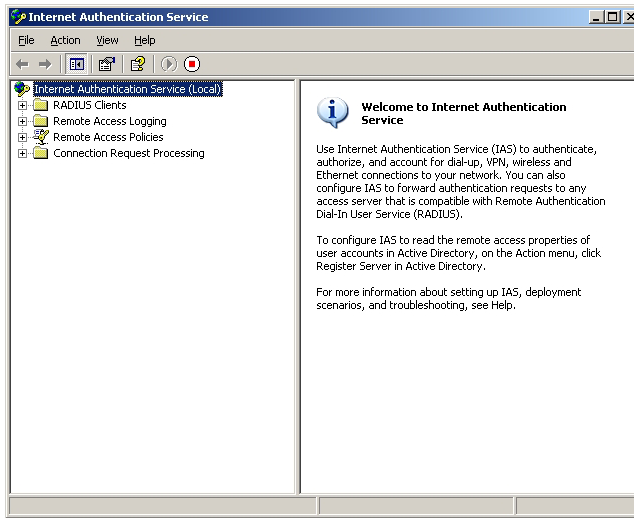 Internet Authentication Service
File Action View Help
Internet Authentication Service (Local)
RADIUS Clients
Remote Access Logging
Remote Access Policies
Connection Request Processing
Welcome to Internet Authentication
Service
Use Internet Authentication Service (IAS) to authenticate,
authorize, and account for dial-up, VPN, wireless and
Ethernet connections to your network. You can also
configure IAS to forward authentication requests to any
access server that is compatible with Remote Authentication
Dial-In User Service (RADIUS).
To configure IAS to read the remote access properties of
user accounts in Active Directory, on the Action menu, click
Register Server in Active Directory.
For more information about setting up IAS, deployment
scenarios, and troubleshooting, see Help.